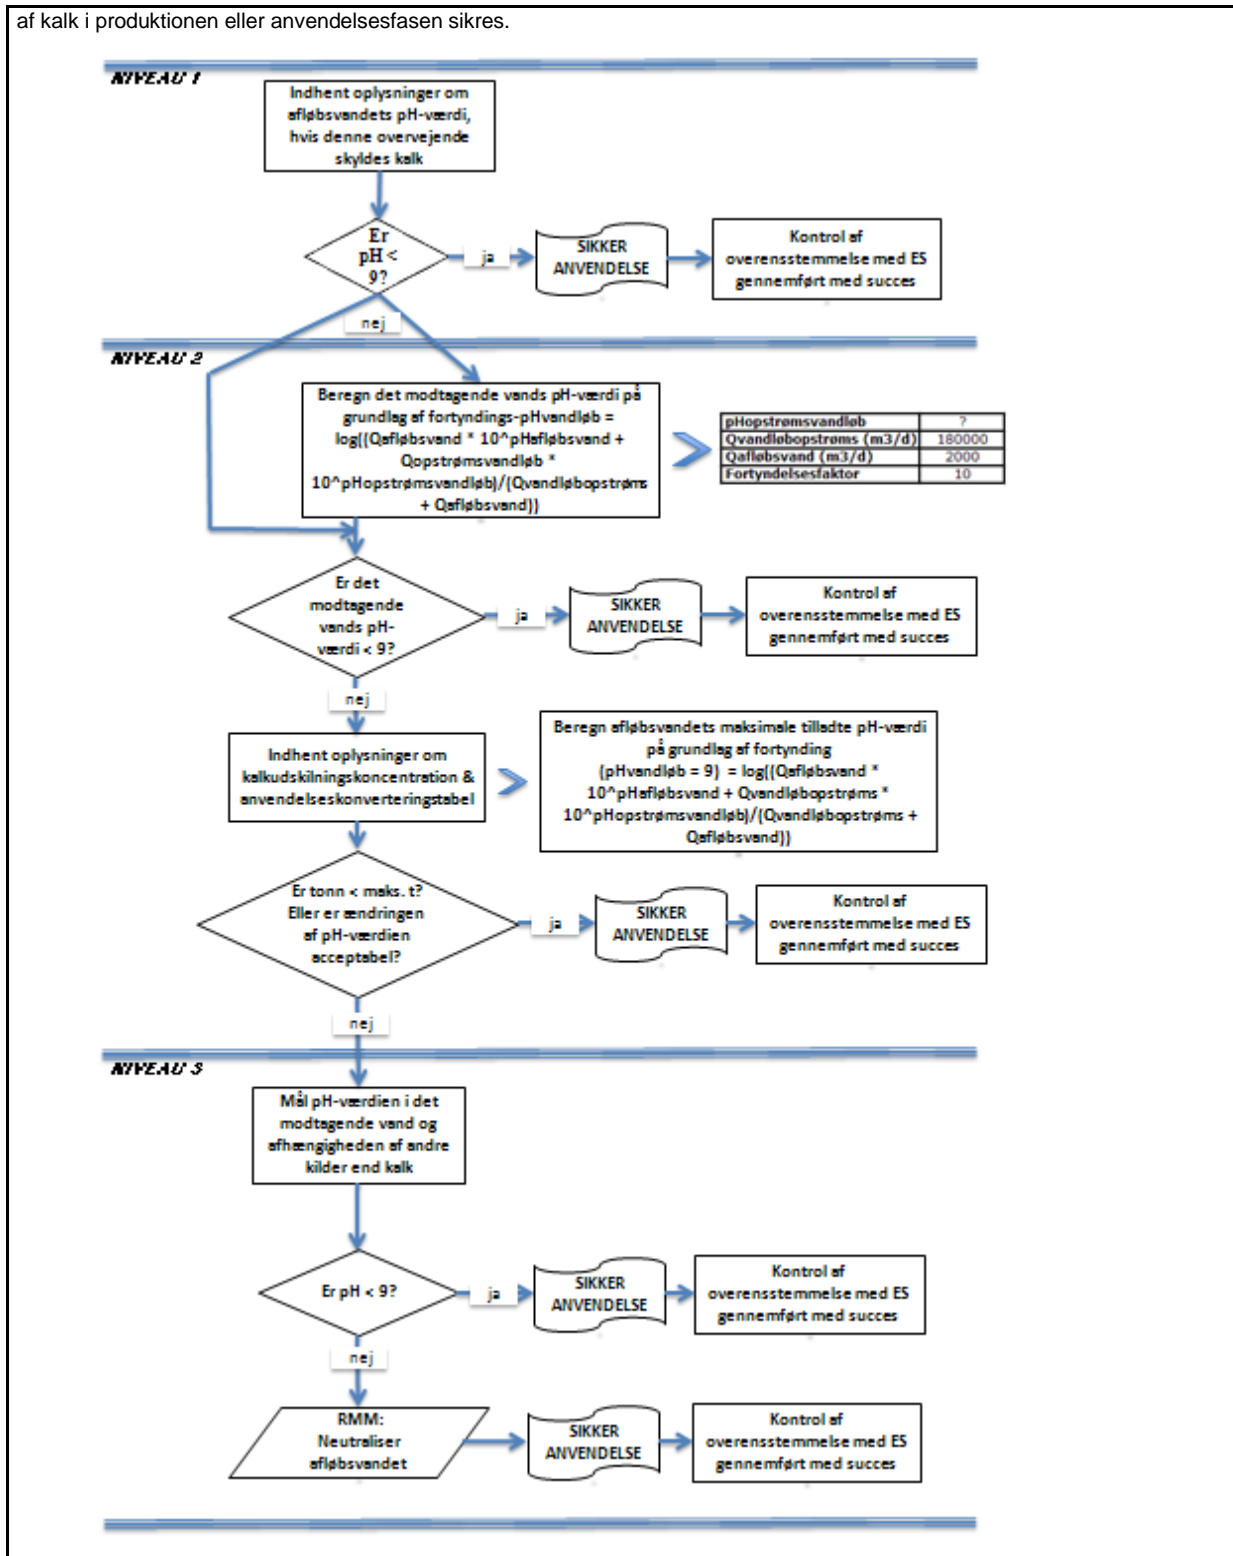 af kalk i produktionen eller anvendelsesfasen sikres.
NIVEAU 1
Indhent oplysninger om
afløbsvandets pH-værdi,
hvis denne overvejende
skyldes kalk
Er
pH <
9?
ja
SIKKER
ANVENDELSE
Kontrol af
overensstemmelse med ES
gennemført med succes
nej
NIVEAU 2
Beregn det modtagende vands pH-værdi på
grundlag af fortyndings-pHvandløb =
log((Qafløbsvand * 10^pHafløbsvand +
Qopstrømsvandløb *
10^pHopstrømsvandløb)/(Qvandløbopstrøms
+ Qafløbsvand))
pHopstrømsvandløb ?
Qvandløbopstrøms (m3/d) 180000
Qafløbsvand (m3/d) 2000
Fortyndelsesfaktor 10
Er det
modtagende
vands pH-
værdi < 9?
ja
SIKKER
ANVENDELSE
Kontrol af
overensstemmelse med ES
gennemført med succes
nej
Indhent oplysninger om
kalkudskilningskoncentration &
anvendelseskonverteringstabel
Beregn afløbsvandets maksimale tilladte pH-værdi
på grundlag af fortynding
(pHvandløb = 9) = log((Qafløbsvand *
10^pHafløbsvand + Qvandløbopstrøms *
10^pHopstrømsvandløb)/(Qvandløbopstrøms +
Qafløbsvand))
Er tonn < maks. t?
Eller er ændringen
af pH-værdien
acceptabel?
ja
SIKKER
ANVENDELSE
Kontrol af
overensstemmelse med ES
gennemført med succes
nej
NIVEAU 3
Mål pH-værdien i det
modtagende vand og
afhængigheden af andre
kilder end kalk
Er pH < 9?
ja
SIKKER
ANVENDELSE
Kontrol af
overensstemmelse med ES
gennemført med succes
nej
RMM:
Neutraliser
afløbsvandet
SIKKER
ANVENDELSE
Kontrol af
overensstemmelse med ES
gennemført med succes